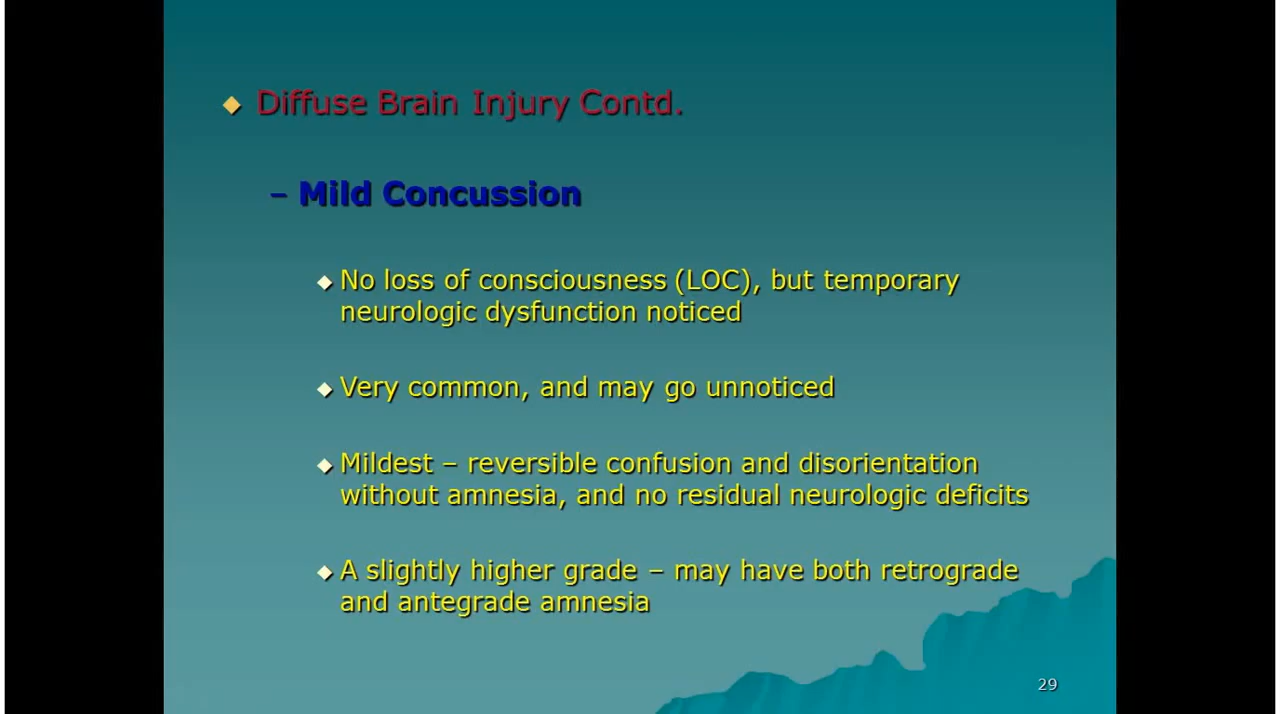 Diffuse Brain Injury Contd.
– Mild Concussion
No loss of consciousness (LOC), but temporary
neurologic dysfunction noticed
Very common, and may go unnoticed
Mildest – reversible confusion and disorientation
without amnesia, and no residual neurologic deficits
A slightly higher grade – may have both retrograde
and antegrade amnesia
29